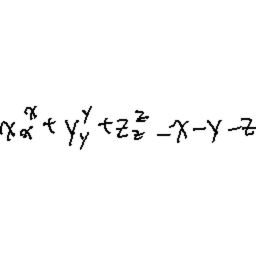 $x_x^x + y_y^y + z_z^z - x - y - z$